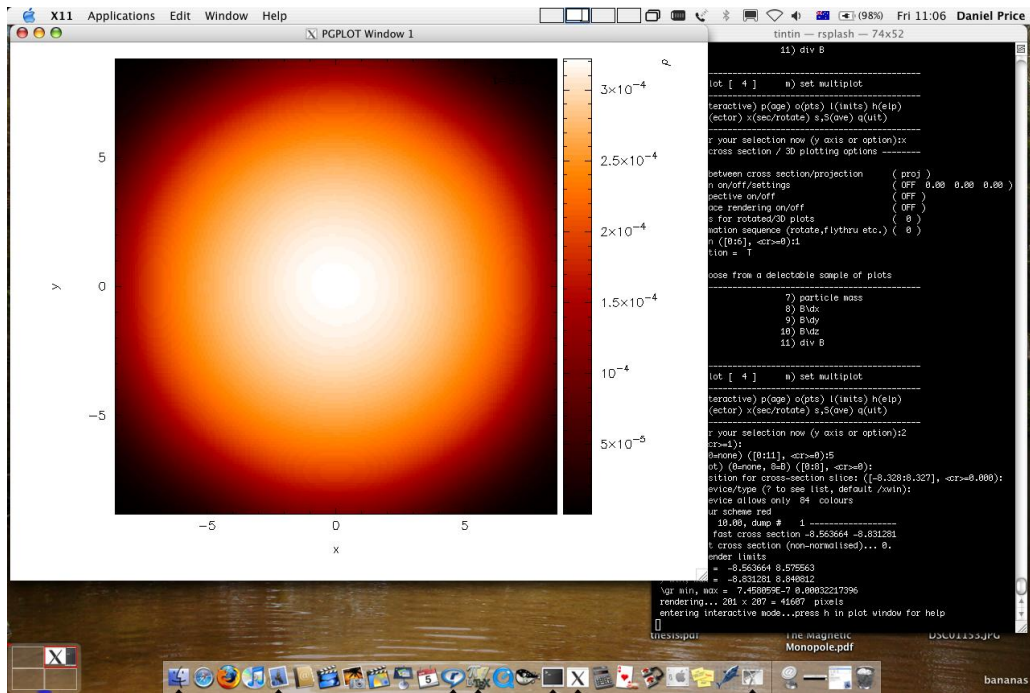 X11 Applications Edit Window Help
(98%) Fri 11:06 Daniel Price
PGPLOT Window 1
ρ
3×10⁻⁴
2.5×10⁻⁴
2×10⁻⁴
1.5×10⁻⁴
10⁻⁴
5×10⁻⁵
y
5
0
−5
−5 0 5
x
tintin — rsplash — 74x52
11) div B
lot [ 4 ] m) set multiplot
teractive) p(age) o(pts) l(imits) h(elp)
(ector) x(sec/rotate) s,S(ave) q(uit)
r your selection now (y axis or option):x
cross section / 3D plotting options --------
between cross section/projection ( proj )
n on/off/settings ( OFF 0.00 0.00 0.00 )
pective on/off ( OFF )
ace rendering on/off ( OFF )
s for rotated/3D plots ( 0 )
mation sequence (rotate,flythru etc.) ( 0 )
n ([0:6], <cr>=0):1
tion = T
oose from a delectable sample of plots
7) particle mass
8) B\dx
9) B\dy
10) B\dz
11) div B
lot [ 4 ] m) set multiplot
teractive) p(age) o(pts) l(imits) h(elp)
(ector) x(sec/rotate) s,S(ave) q(uit)
r your selection now (y axis or option):2
cr>=1):
0=none) ([0:11], <cr>=0):5
ot) (0=none, 8=B) ([0:8], <cr>=0):
sition for cross-section slice: ([-8.328:8.327], <cr>=0.000):
evice/type (? to see list, default /xwin):
evice allows only 84 colours
ur scheme red
10.00, dump # 1 ------------------
fast cross section -8.563664 -8.831281
t cross section (non-normalised)... 0.
ender limits
= -8.563664 8.575563
= -8.831281 8.840812
\gr min, max = 7.458059E-7 0.00032217396
rendering... 201 x 207 = 41607 pixels
entering interactive mode...press h in plot window for help
thesis.pdf
The Magnetic
Monopole.pdf
DSC01153.JPG
bananas